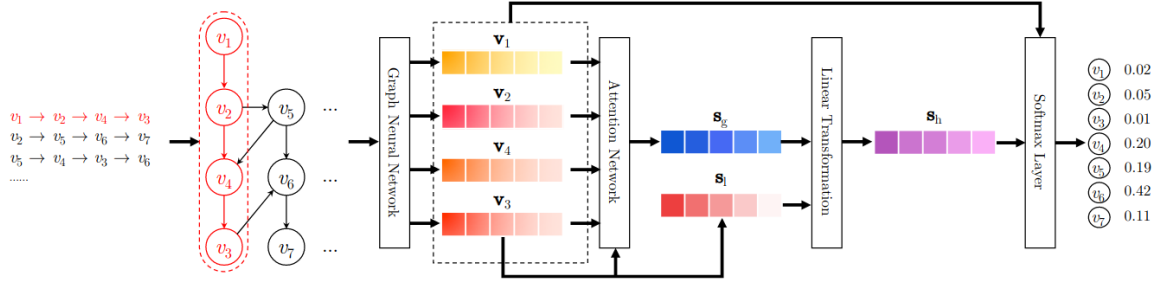 v1 → v2 → v4 → v3
v2 → v5 → v6 → v7
v5 → v4 → v3 → v6
......
v1
v2
v5
...
v4
v6
...
v3
v7
...
Graph Neural Network
v1
v2
v4
v3
Attention Network
sg
sl
Linear Transformation
sh
Softmax Layer
v1 0.02
v2 0.05
v3 0.01
v4 0.20
v5 0.19
v6 0.42
v7 0.11